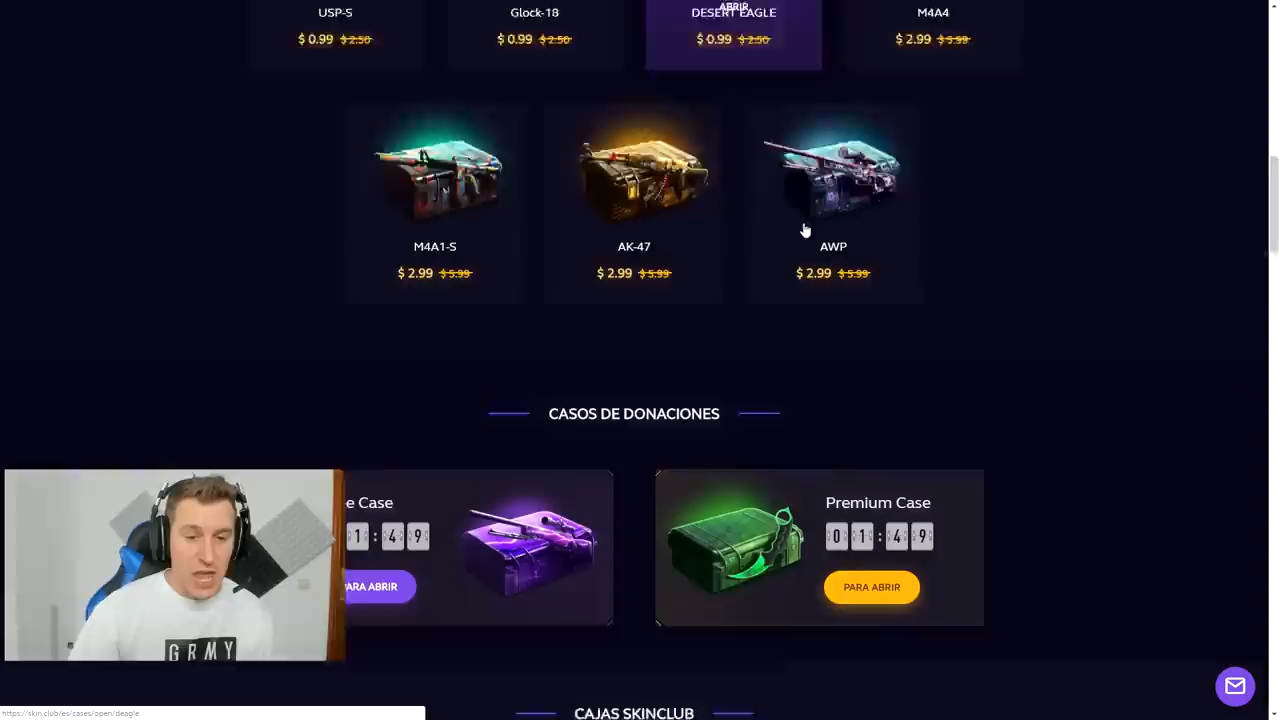 USP-S
Glock-18
ABRIR
DESERT EAGLE
M4A4
$ 0.99 $ 2.50
$ 0.99 $ 2.50
$ 0.99 $ 2.50
$ 2.99 $ 5.99
M4A1-S
AK-47
AWP
$ 2.99 $ 5.99
$ 2.99 $ 5.99
$ 2.99 $ 5.99
CASOS DE DONACIONES
e Case
1 : 4 9
PARA ABRIR
Premium Case
0 1 : 4 9
PARA ABRIR
GRMY
CAJAS SKINCLUB
https://skin.club/es/cases/open/deagle